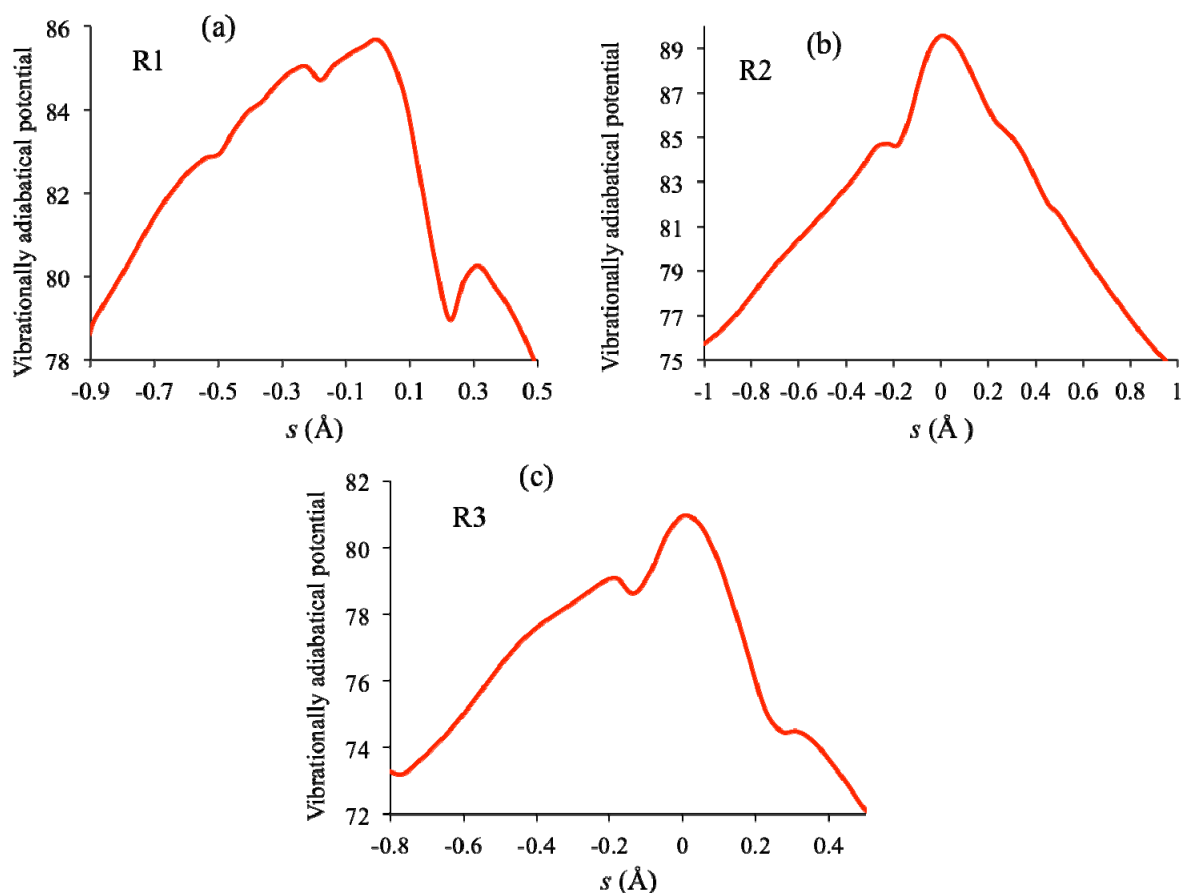 (a)
R1
Vibrationally adiabatical potential
86
84
82
80
78
-0.9 -0.7 -0.5 -0.3 -0.1 0.1 0.3 0.5
s (Å)
(b)
R2
Vibrationally adiabatical potential
89
87
85
83
81
79
77
75
-1 -0.8 -0.6 -0.4 -0.2 0 0.2 0.4 0.6 0.8 1
s (Å )
(c)
R3
Vibrationally adiabatical potential
82
80
78
76
74
72
-0.8 -0.6 -0.4 -0.2 0 0.2 0.4
s (Å)